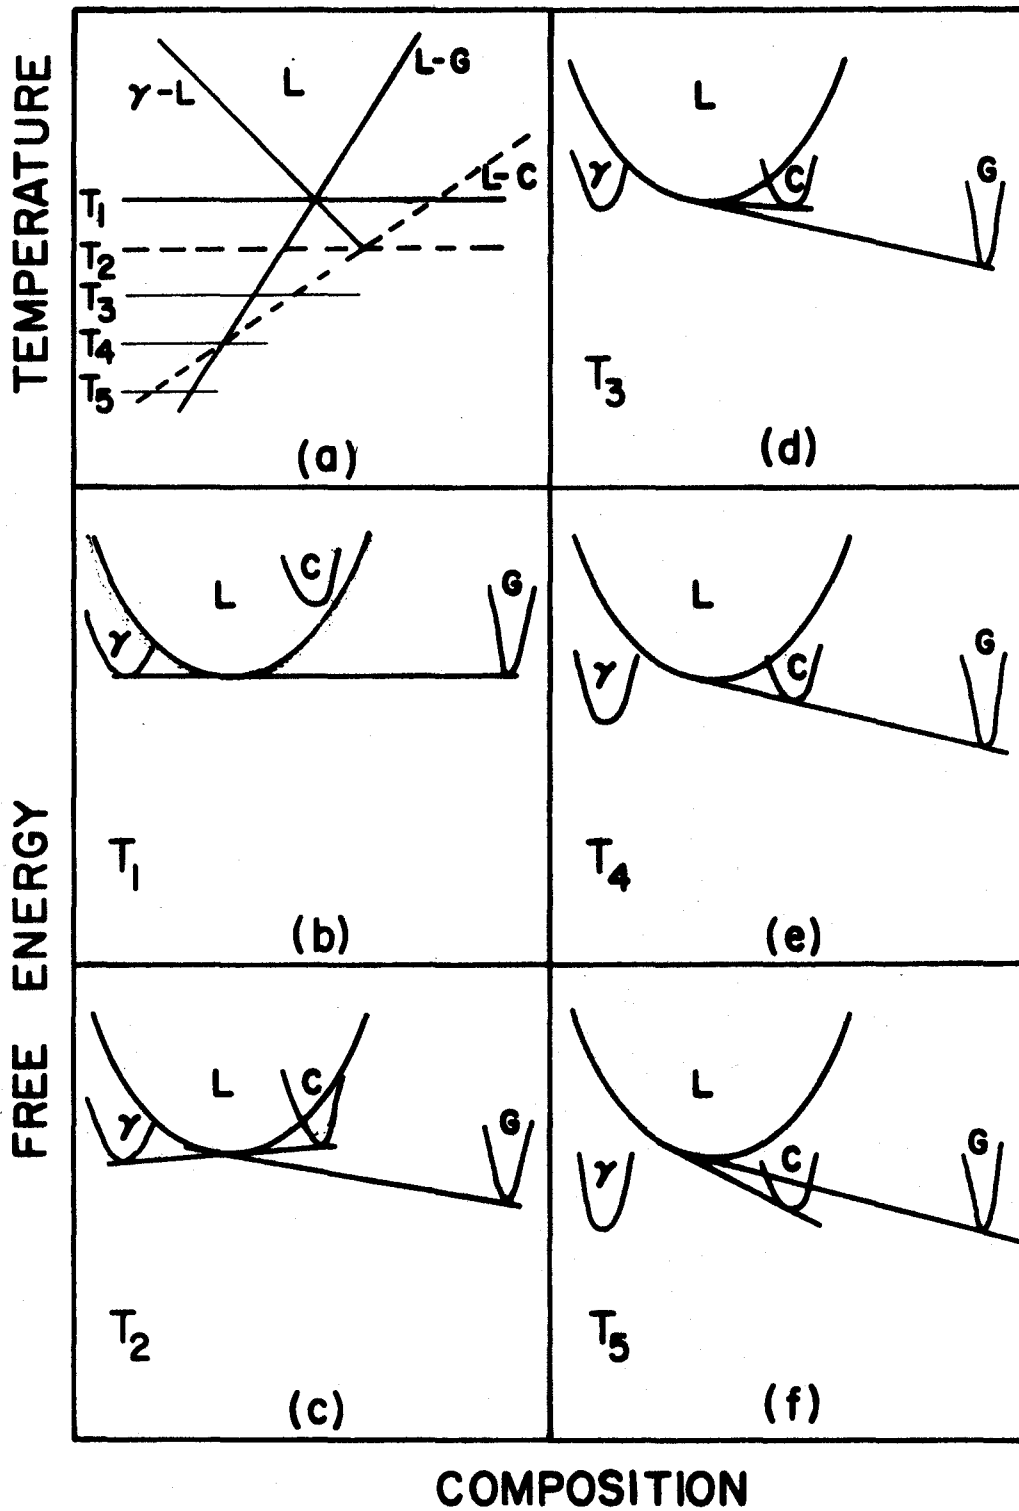 TEMPERATURE
γ-L
L
L-G
L-C
T1
T2
T3
T4
T5
(a)
L
γ
C
G
T3
(d)
FREE ENERGY
L
γ
C
G
T1
(b)
L
γ
C
G
T4
(e)
L
γ
C
G
T2
(c)
L
γ
C
G
T5
(f)
COMPOSITION